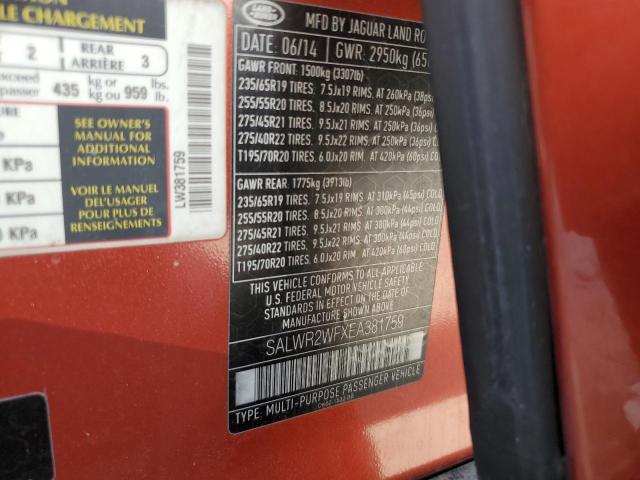 LE CHARGEMENT
2 REAR 3
ARRIÈRE
435 kg or 959 lb.
kg ou lb.
SEE OWNER'S
MANUAL FOR
ADDITIONAL
INFORMATION
KPa
VOIR LE MANUEL
DE L'USAGER
POUR PLUS DE
RENSEIGNEMENTS
KPa
KPa
LW381759
LAND ROVER
MFD BY JAGUAR LAND
DATE: 06/14 GWR: 2950kg
GAWR FRONT: 1500kg (3307lb)
235/65R19 TIRES. 7.5Jx19 RIMS. AT 260kPa (38psi
255/55R20 TIRES. 8.5Jx20 RIMS. AT 250kPa (36psi
275/45R21 TIRES. 9.5Jx21 RIMS. AT 250kPa (36psi
275/40R22 TIRES. 9.5Jx22 RIMS. AT 250kPa (36psi
T195/70R20 TIRES. 6.0Jx20 RIM. AT 420kPa (60psi)
GAWR REAR: 1775kg (3913lb)
235/65R19 TIRES. 7.5Jx19 RIMS. AT 310kPa (45psi) COLD
255/55R20 TIRES. 8.5Jx20 RIMS. AT 300kPa (44psi) COLD
275/45R21 TIRES. 9.5Jx21 RIMS. AT 300kPa (44psi) COLD
275/40R22 TIRES. 9.5Jx22 RIMS. AT 300kPa (44psi) COLD
T195/70R20 TIRES. 6.0Jx20 RIM. AT 420kPa (60psi) COLD
THIS VEHICLE CONFORMS TO ALL APPLICABLE
U.S. FEDERAL MOTOR VEHICLE SAFETY
STANDARDS IN EFFECT ON THE DATE OF
MANUFACTURE SHOWN ABOVE
SALWR2WFXEA381759
TYPE: MULTI-PURPOSE PASSENGER VEHICLE